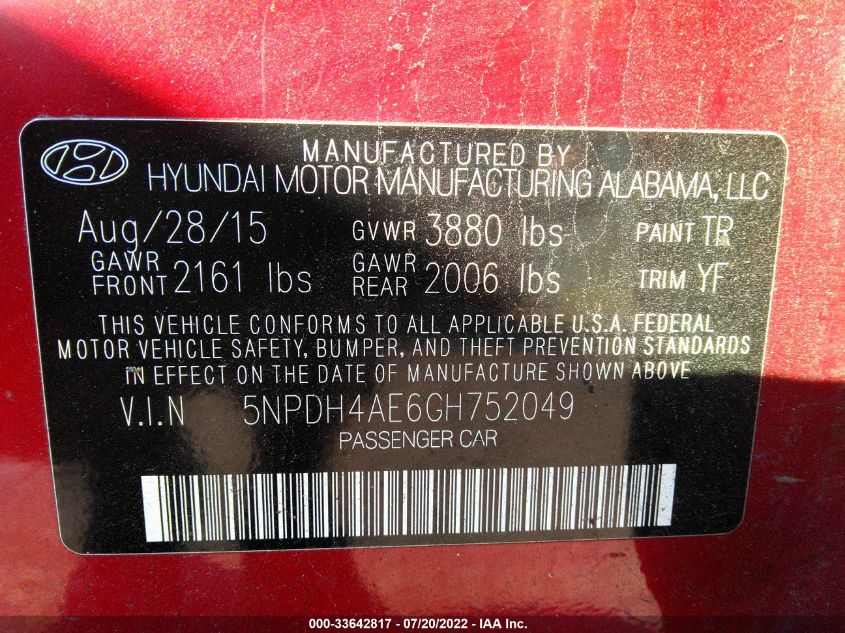 MANUFACTURED BY
HYUNDAI MOTOR MANUFACTURING ALABAMA, LLC
Aug/28/15 GVWR 3880 lbs PAINT TR
GAWR FRONT 2161 lbs GAWR REAR 2006 lbs TRIM YF
THIS VEHICLE CONFORMS TO ALL APPLICABLE U.S.A. FEDERAL
MOTOR VEHICLE SAFETY, BUMPER, AND THEFT PREVENTION STANDARDS
IN EFFECT ON THE DATE OF MANUFACTURE SHOWN ABOVE.
V.I.N 5NPDH4AE6GH752049
PASSENGER CAR
000-33642817 - 07/20/2022 - IAA Inc.